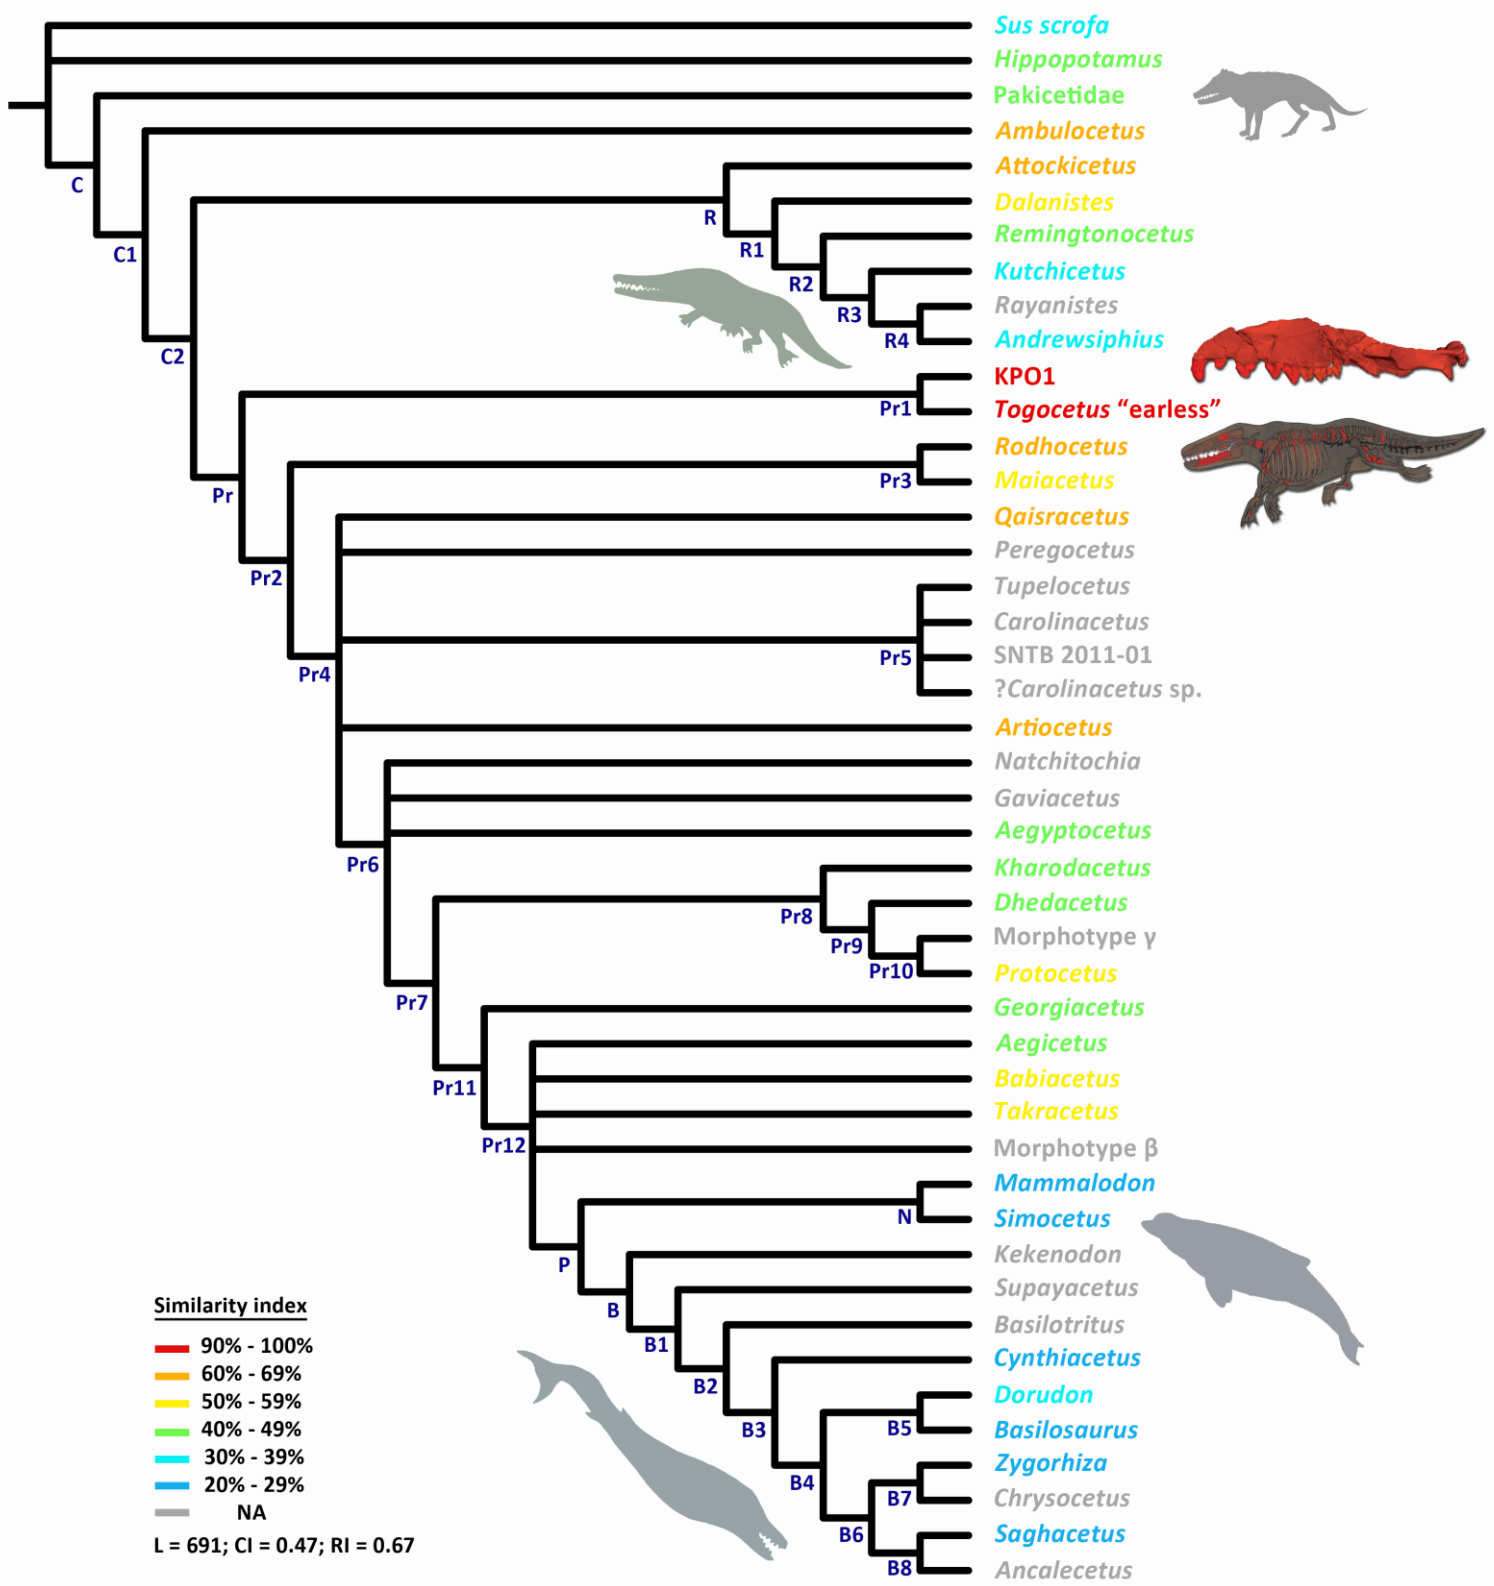 Sus scrofa
Hippopotamus
Pakicetidae
Ambulocetus
C
Attockicetus
Dalanistes
R
Remingtonocetus
C1
R1
Kutchicetus
R2
Rayanistes
R3
Andrewsiphius
R4
C2
KPO1
Togocetus “earless”
Pr1
Rodhocetus
Maiacetus
Pr3
Pr
Qaisracetus
Peregocetus
Pr2
Tupelocetus
Carolinacetus
SNTB 2011-01
Pr5
Pr4
?Carolinacetus sp.
Artiocetus
Natchitochia
Gaviacetus
Aegyptocetus
Pr6
Kharodacetus
Dhedacetus
Pr8
Morphotype γ
Pr9
Protocetus
Pr10
Pr7
Georgiacetus
Aegicetus
Babiacetus
Pr11
Takracetus
Pr12
Morphotype β
Mammalodon
Simocetus
N
Kekenodon
P
Supayacetus
B
Basilotritus
B1
Cynthiacetus
B2
Dorudon
Basilosaurus
B5
B3
Zygorhiza
B4
Chrysocetus
B7
Saghacetus
B6
Ancalecetus
B8
Similarity index
90% - 100%
60% - 69%
50% - 59%
40% - 49%
30% - 39%
20% - 29%
NA
L = 691; CI = 0.47; RI = 0.67